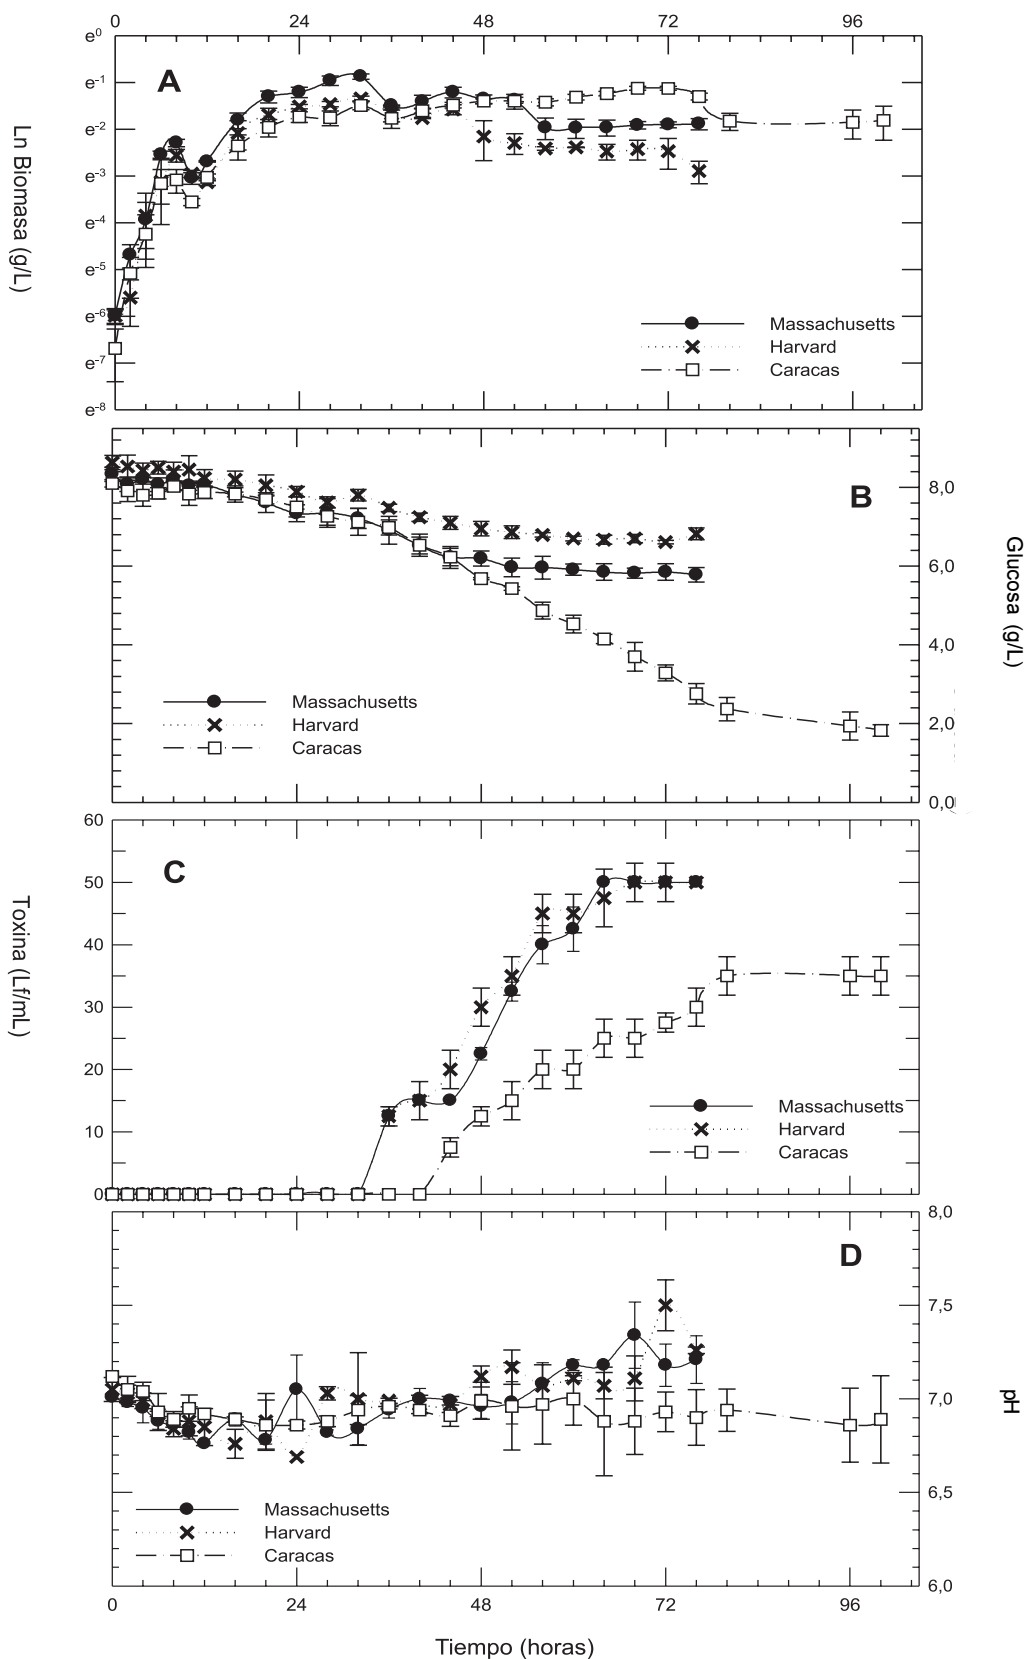 0 24 48 72 96
A
e0
e-1
e-2
e-3
e-4
e-5
e-6
e-7
e-8
Ln Biomasa (g/L)
Massachusetts
Harvard
Caracas
B
8,0
6,0
4,0
2,0
0,0
Glucosa (g/L)
Massachusetts
Harvard
Caracas
C
60
50
40
30
20
10
0
Toxina (Lf/mL)
Massachusetts
Harvard
Caracas
D
8,0
7,5
7,0
6,5
6,0
pH
Massachusetts
Harvard
Caracas
0 24 48 72 96
Tiempo (horas)